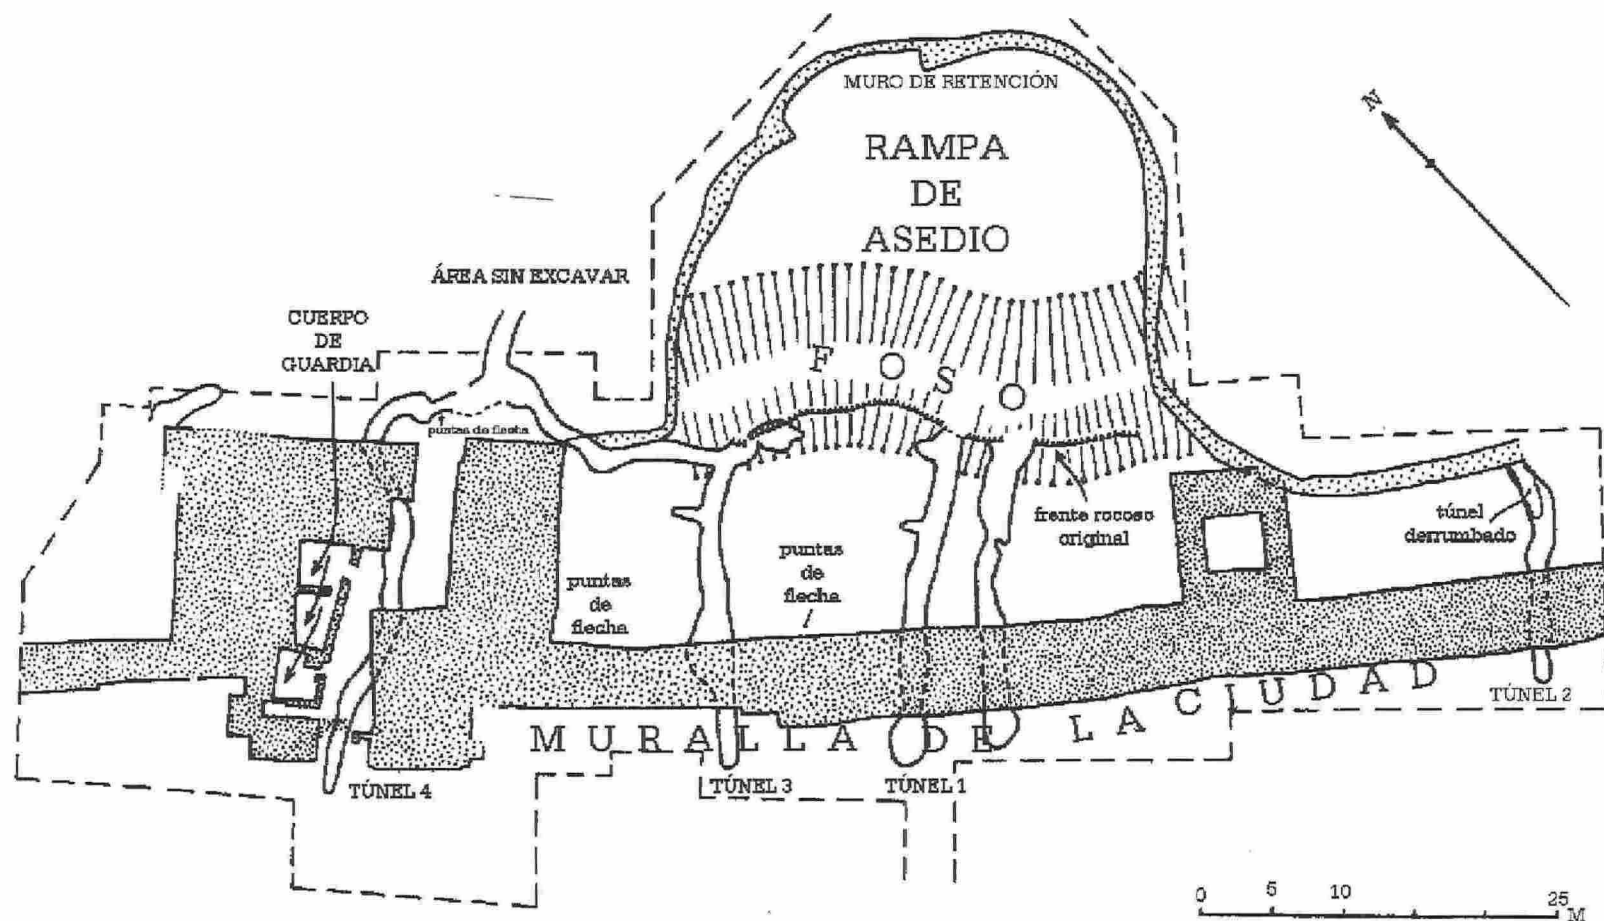 MURO DE RETENCIÓN
N
RAMPA
DE
ASEDIO
ÁREA SIN EXCAVAR
CUERPO
DE
GUARDIA
FOSO
puntas de flecha
frente rocoso
original
túnel
derrumbado
puntas
de
flecha
puntas
de
flecha
MURALLA DE LA CIUDAD
TÚNEL 2
TÚNEL 4
TÚNEL 3
TÚNEL 1
0 5 10 25
M